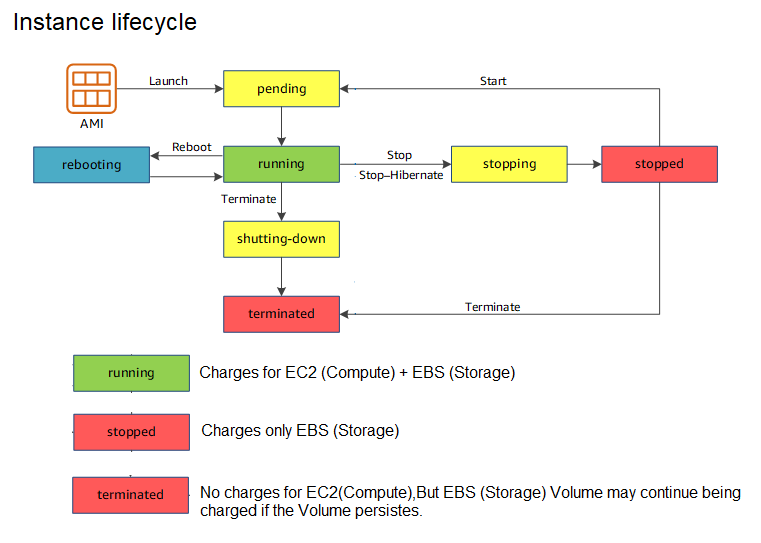 Instance lifecycle
Launch
pending
Start
AMI
rebooting
Reboot
running
Stop
Stop–Hibernate
stopping
stopped
Terminate
shutting-down
terminated
Terminate
running
Charges for EC2 (Compute) + EBS (Storage)
stopped
Charges only EBS (Storage)
terminated
No charges for EC2(Compute),But EBS (Storage) Volume may continue being
charged if the Volume persistes.